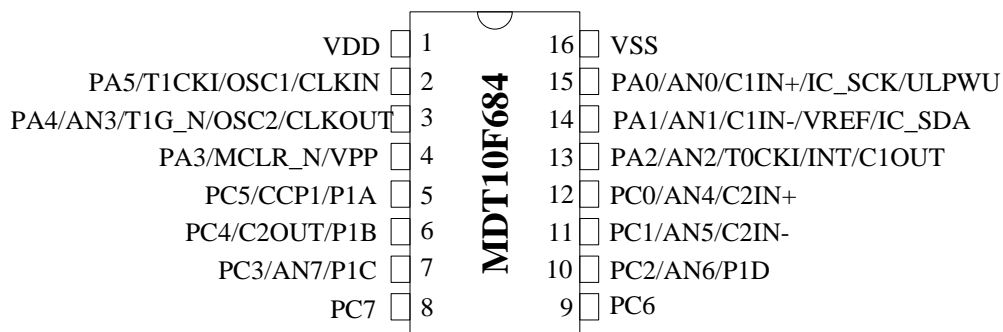 VDD 1 16 VSS
PA5/T1CKI/OSC1/CLKIN 2 15 PA0/AN0/C1IN+/IC_SCK/ULPWU
PA4/AN3/T1G_N/OSC2/CLKOUT 3 14 PA1/AN1/C1IN-/VREF/IC_SDA
PA3/MCLR_N/VPP 4 13 PA2/AN2/T0CKI/INT/C1OUT
PC5/CCP1/P1A 5 12 PC0/AN4/C2IN+
PC4/C2OUT/P1B 6 11 PC1/AN5/C2IN-
PC3/AN7/P1C 7 10 PC2/AN6/P1D
PC7 8 9 PC6
MDT10F684